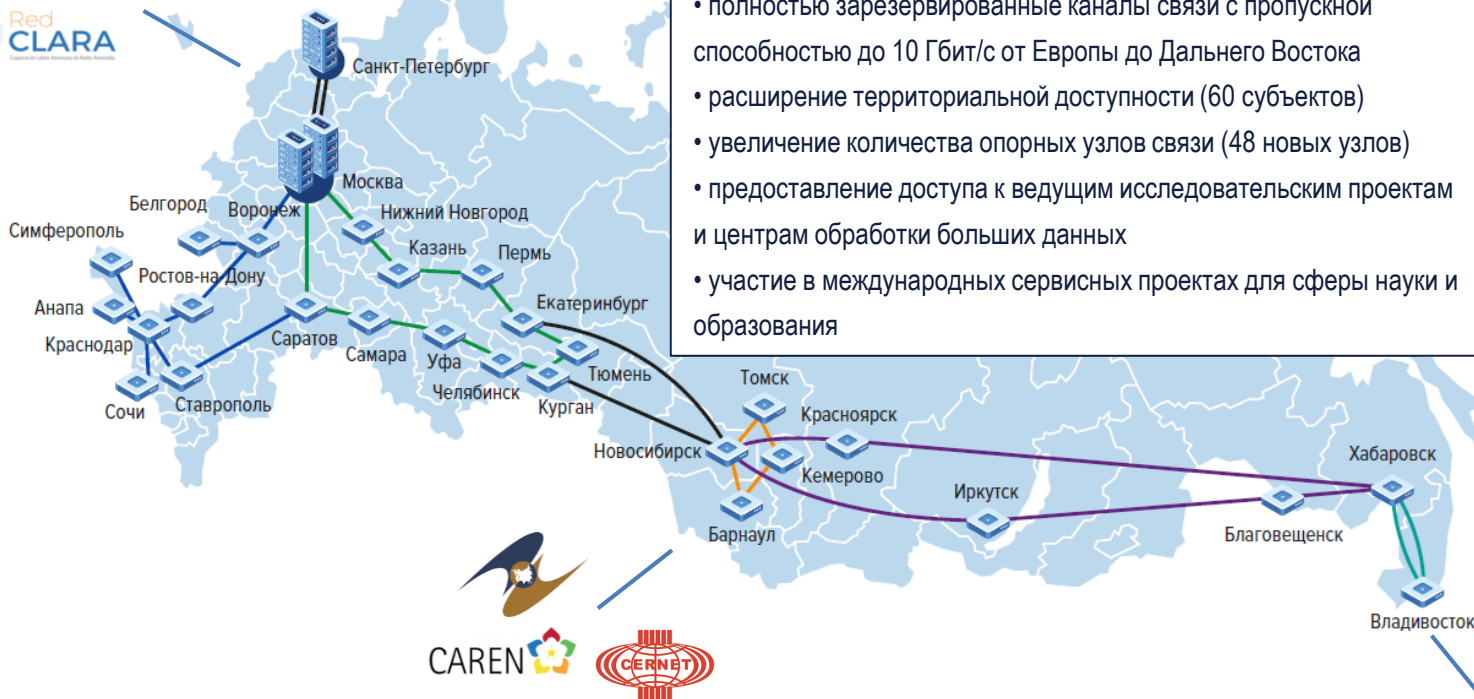 Red
CLARA
• полностью зарезервированные каналы связи с пропускной
способностью до 10 Гбит/с от Европы до Дальнего Востока
• расширение территориальной доступности (60 субъектов)
• увеличение количества опорных узлов связи (48 новых узлов)
• предоставление доступа к ведущим исследовательским проектам
и центрам обработки больших данных
• участие в международных сервисных проектах для сферы науки и
образования
Санкт-Петербург
Москва
Белгород
Воронеж
Нижний Новгород
Симферополь
Казань
Пермь
Ростов-на-Дону
Анапа
Екатеринбург
Краснодар
Саратов
Самара
Уфа
Тюмень
Челябинск
Курган
Сочи
Ставрополь
Томск
Красноярск
Новосибирск
Кемерово
Хабаровск
Иркутск
Барнаул
Благовещенск
Владивосток
CAREN
CERNET